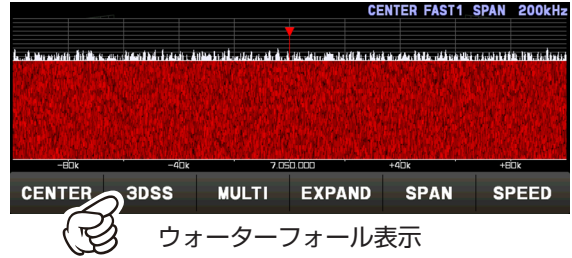 CENTER FAST1 SPAN 200kHz
-80k -40k 7.050.000 +40k +80k
CENTER 3DSS MULTI EXPAND SPAN SPEED
ウォーターフォール表示